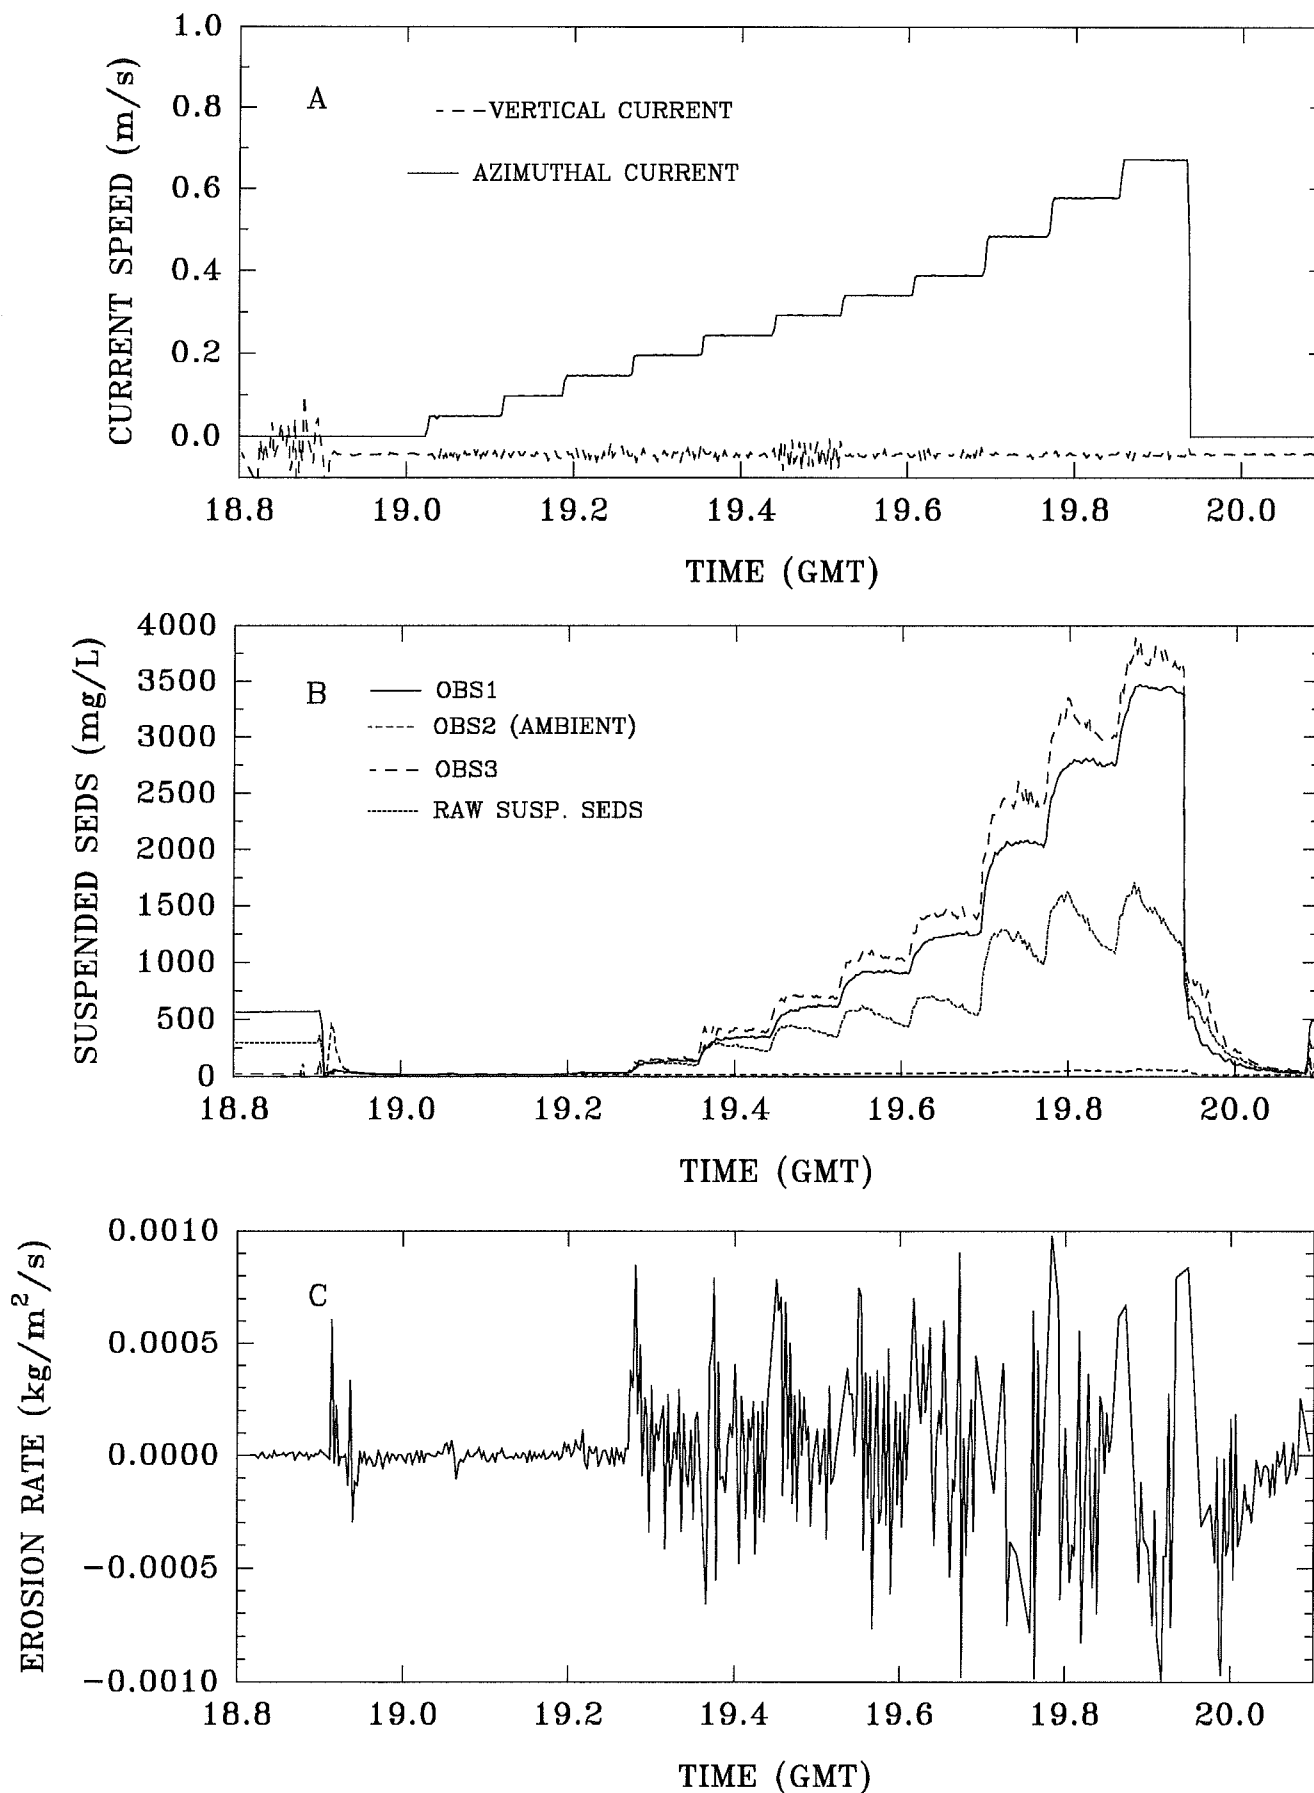 1.0
0.8
0.6
0.4
0.2
0.0
CURRENT SPEED (m/s)
A
VERTICAL CURRENT
AZIMUTHAL CURRENT
18.8 19.0 19.2 19.4 19.6 19.8 20.0
TIME (GMT)
4000
3500
3000
2500
2000
1500
1000
500
0
SUSPENDED SEDS (mg/L)
B
OBS1
OBS2 (AMBIENT)
OBS3
RAW SUSP. SEDS
18.8 19.0 19.2 19.4 19.6 19.8 20.0
TIME (GMT)
0.0010
0.0005
0.0000
−0.0005
−0.0010
EROSION RATE (kg/m²/s)
C
18.8 19.0 19.2 19.4 19.6 19.8 20.0
TIME (GMT)